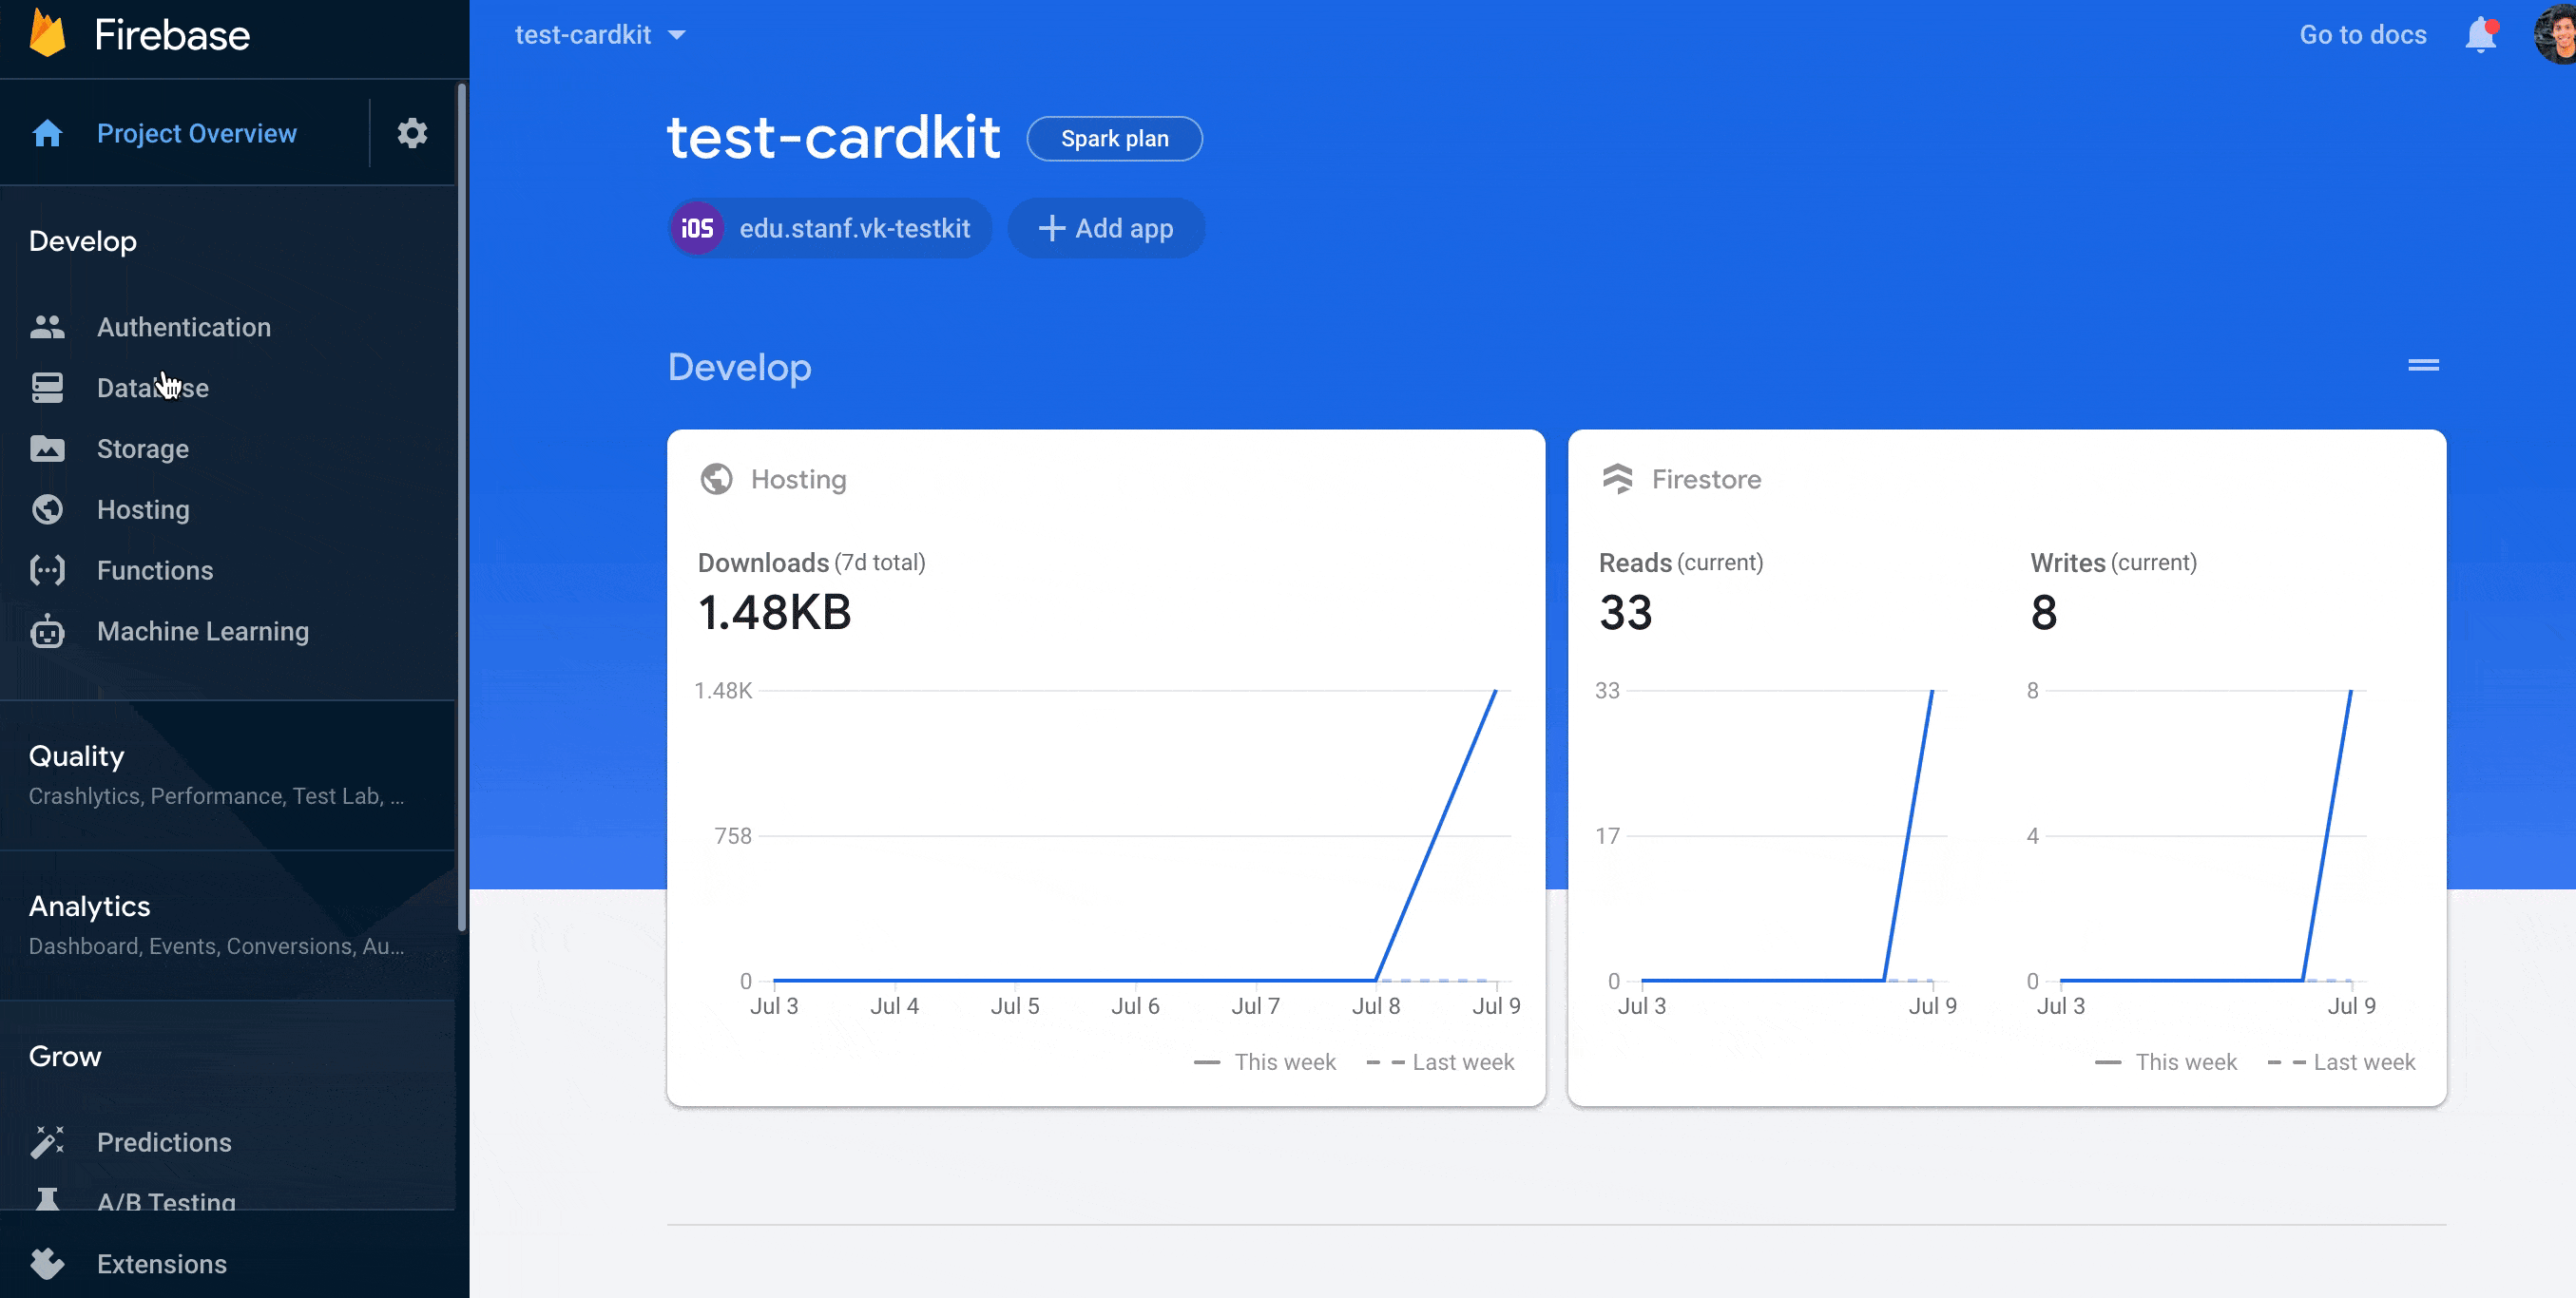 Firebase
test-cardkit
Go to docs
Project Overview
test-cardkit
Spark plan
iOS
edu.stanf.vk-testkit
+ Add app
Develop
Authentication
Database
Storage
Hosting
Functions
Machine Learning
Quality
Crashlytics, Performance, Test Lab, ...
Analytics
Dashboard, Events, Conversions, Au...
Grow
Predictions
A/B Testing
Extensions
Develop
Hosting
Downloads (7d total)
1.48KB
1.48K
758
0
Jul 3 Jul 4 Jul 5 Jul 6 Jul 7 Jul 8 Jul 9
This week Last week
Firestore
Reads (current)
33
33
17
0
Jul 3 Jul 9
Writes (current)
8
8
4
0
Jul 3 Jul 9
This week Last week